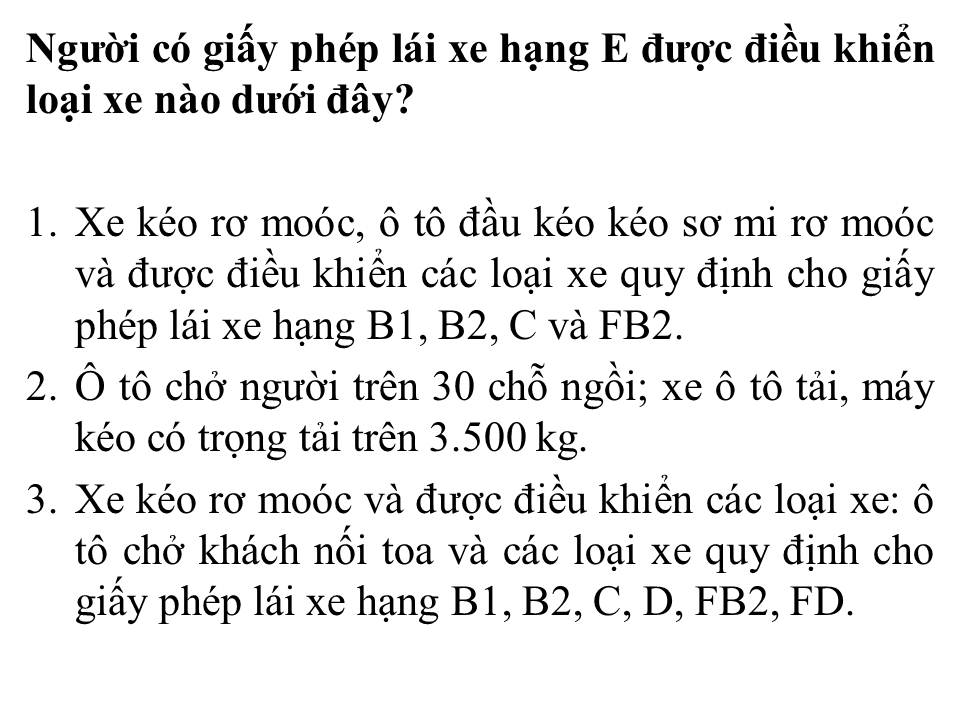 Người có giấy phép lái xe hạng E được điều khiển
loại xe nào dưới đây?
1. Xe kéo rơ moóc, ô tô đầu kéo kéo sơ mi rơ moóc
và được điều khiển các loại xe quy định cho giấy
phép lái xe hạng B1, B2, C và FB2.
2. Ô tô chở người trên 30 chỗ ngồi; xe ô tô tải, máy
kéo có trọng tải trên 3.500 kg.
3. Xe kéo rơ moóc và được điều khiển các loại xe: ô
tô chở khách nối toa và các loại xe quy định cho
giấy phép lái xe hạng B1, B2, C, D, FB2, FD.